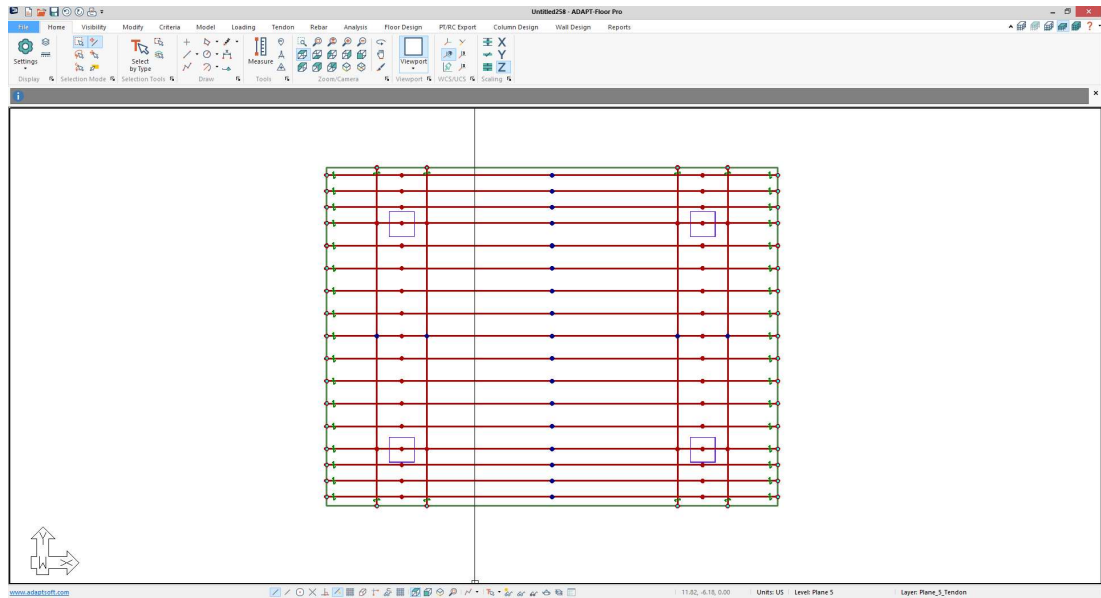 Untitled258 - ADAPT-Floor Pro
File Home Visibility Modify Criteria Model Loading Tendon Rebar Analysis Floor Design PT/RC Export Column Design Wall Design Reports
Settings
Select
by Type
Measure
Viewport
X
Y
Z
Display Selection Mode Selection Tools Draw Tools Zoom/Camera Viewport WCS/UCS Scaling
Y
W X
www.adaptsoft.com 11.62, -6.18, 0.00 Units: US Level: Plane 5 Layer: Plane_5_Tendon